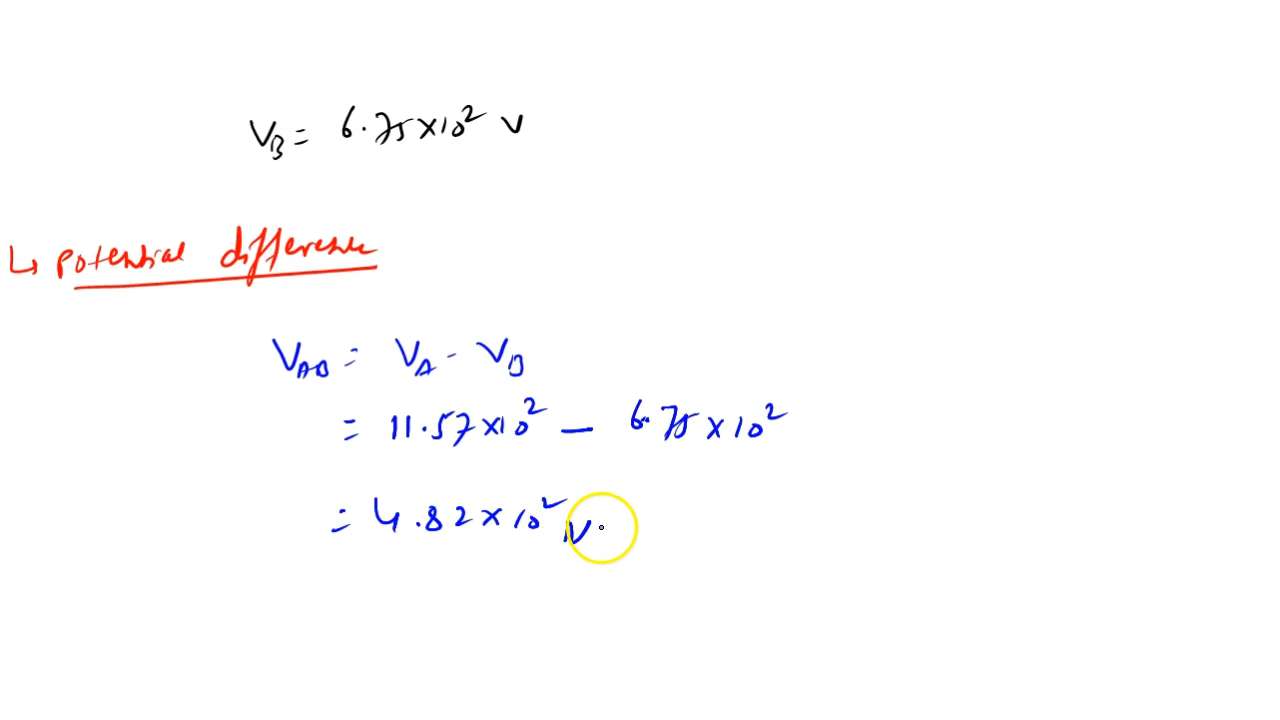 V_B = 6.75×10² V
↳ Potential difference
V_AB = V_A - V_B
= 11.57×10² — 6.75×10²
= 4.82×10² V.